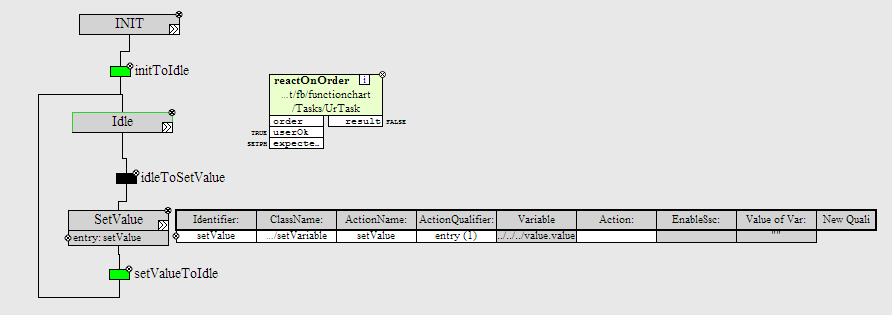 INIT
initToIdle
reactOnOrder i
...t/fb/functionchart
/Tasks/UrTask
order result FALSE
TRUE userOk
SETPH expecte...
Idle
idleToSetValue
SetValue
entry: setValue
Identifier: ClassName: ActionName: ActionQualifier: Variable Action: EnableSsc: Value of Var: New Quali
setValue .../setVariable setValue entry (1) ../../../value.value ""
setValueToIdle